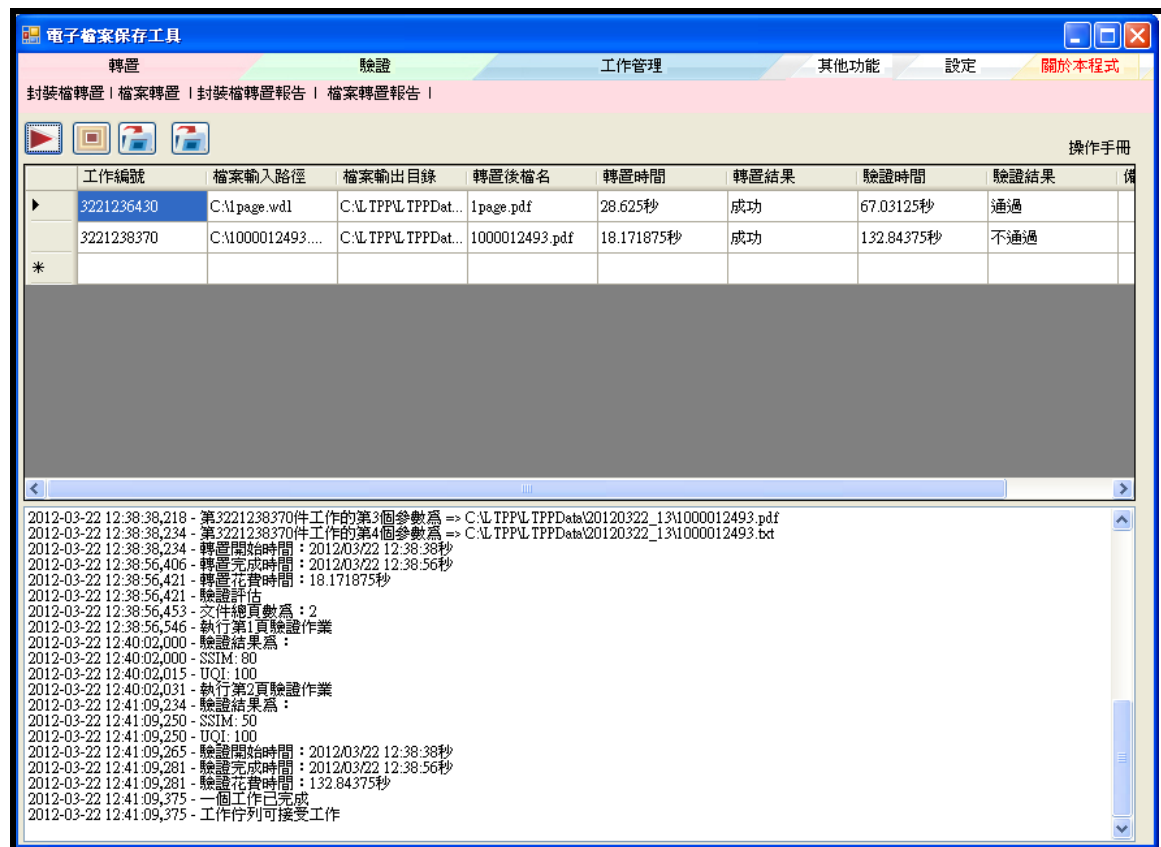 電子檔案保存工具
轉置 驗證 工作管理 其他功能 設定 關於本程式
封裝檔轉置 | 檔案轉置 | 封裝檔轉置報告 | 檔案轉置報告 |
操作手冊
工作編號 檔案輸入路徑 檔案輸出目錄 轉置後檔名 轉置時間 轉置結果 驗證時間 驗證結果
3221236430 C:\1page.wdl C:\LTPP\LTPPDat... 1page.pdf 28.625秒 成功 67.03125秒 通過
3221238370 C:\1000012493.... C:\LTPP\LTPPDat... 1000012493.pdf 18.171875秒 成功 132.84375秒 不通過
2012-03-22 12:38:38,218 - 第3221238370件工作的第3個參數為 => C:\LTPP\LTPPData\20120322_13\1000012493.pdf
2012-03-22 12:38:38,234 - 第3221238370件工作的第4個參數為 => C:\LTPP\LTPPData\20120322_13\1000012493.txt
2012-03-22 12:38:38,234 - 轉置開始時間：2012/03/22 12:38:38秒
2012-03-22 12:38:56,406 - 轉置完成時間：2012/03/22 12:38:56秒
2012-03-22 12:38:56,421 - 轉置花費時間：18.171875秒
2012-03-22 12:38:56,421 - 驗證評估
2012-03-22 12:38:56,453 - 文件總頁數為：2
2012-03-22 12:38:56,546 - 執行第1頁驗證作業
2012-03-22 12:40:02,000 - 驗證結果為：
2012-03-22 12:40:02,000 - SSIM: 80
2012-03-22 12:40:02,015 - UQI: 100
2012-03-22 12:40:02,031 - 執行第2頁驗證作業
2012-03-22 12:41:09,234 - 驗證結果為：
2012-03-22 12:41:09,250 - SSIM: 50
2012-03-22 12:41:09,250 - UQI: 100
2012-03-22 12:41:09,265 - 驗證開始時間：2012/03/22 12:38:38秒
2012-03-22 12:41:09,281 - 驗證完成時間：2012/03/22 12:38:56秒
2012-03-22 12:41:09,281 - 驗證花費時間：132.84375秒
2012-03-22 12:41:09,375 - 一個工作已完成
2012-03-22 12:41:09,375 - 工作佇列可接受工作